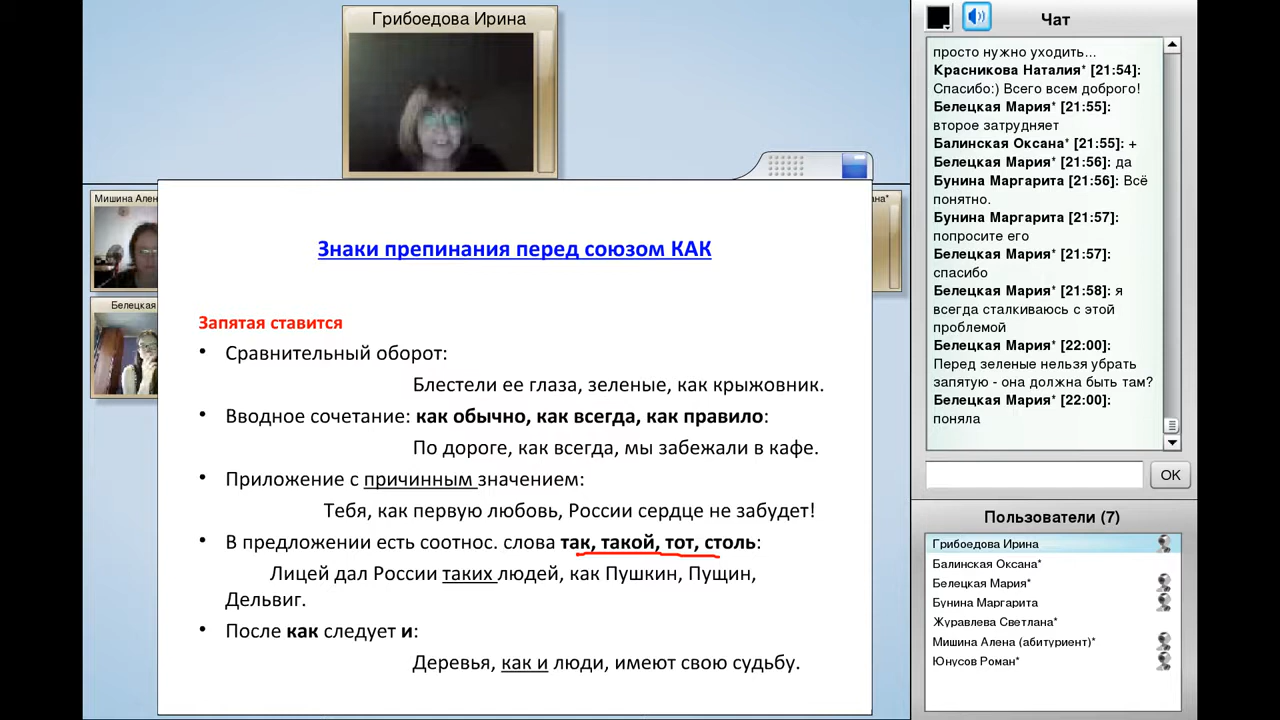 Грибоедова Ирина
Мишина Ален
на*
Белецкая
Знаки препинания перед союзом КАК
Запятая ставится
• Сравнительный оборот:
Блестели ее глаза, зеленые, как крыжовник.
• Вводное сочетание: как обычно, как всегда, как правило:
По дороге, как всегда, мы забежали в кафе.
• Приложение с причинным значением:
Тебя, как первую любовь, России сердце не забудет!
• В предложении есть соотнос. слова так, такой, тот, столь:
Лицей дал России таких людей, как Пушкин, Пущин,
Дельвиг.
• После как следует и:
Деревья, как и люди, имеют свою судьбу.
Чат
просто нужно уходить...
Красникова Наталия* [21:54]:
Спасибо:) Всего всем доброго!
Белецкая Мария* [21:55]:
второе затрудняет
Балинская Оксана* [21:55]: +
Белецкая Мария* [21:56]: да
Бунина Маргарита [21:56]: Всё
понятно.
Бунина Маргарита [21:57]:
попросите его
Белецкая Мария* [21:57]:
спасибо
Белецкая Мария* [21:58]: я
всегда сталкиваюсь с этой
проблемой
Белецкая Мария* [22:00]:
Перед зеленые нельзя убрать
запятую - она должна быть там?
Белецкая Мария* [22:00]:
поняла
OK
Пользователи (7)
Грибоедова Ирина
Балинская Оксана*
Белецкая Мария*
Бунина Маргарита
Журавлева Светлана*
Мишина Алена (абитуриент)*
Юнусов Роман*